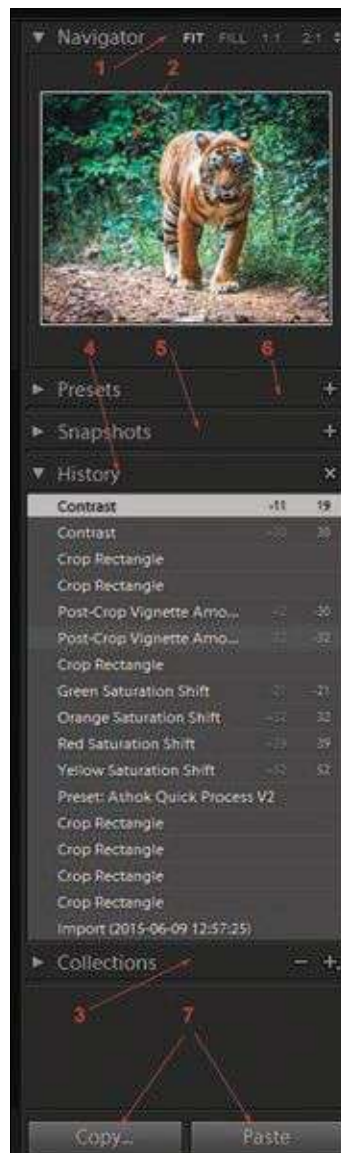 Navigator FIT FILL 1:1 2:1
1 2
4 5 6
Presets +
Snapshots +
History ×
Contrast -11 19
Contrast 30
Crop Rectangle
Crop Rectangle
Post-Crop Vignette Amo... -30
Post-Crop Vignette Amo... -32
Crop Rectangle
Green Saturation Shift -21 -21
Orange Saturation Shift 32
Red Saturation Shift 39
Yellow Saturation Shift 52
Preset: Ashok Quick Process V2
Crop Rectangle
Crop Rectangle
Crop Rectangle
Crop Rectangle
Import (2015-06-09 12:57:25)
Collections - +
3 7
Copy... Paste